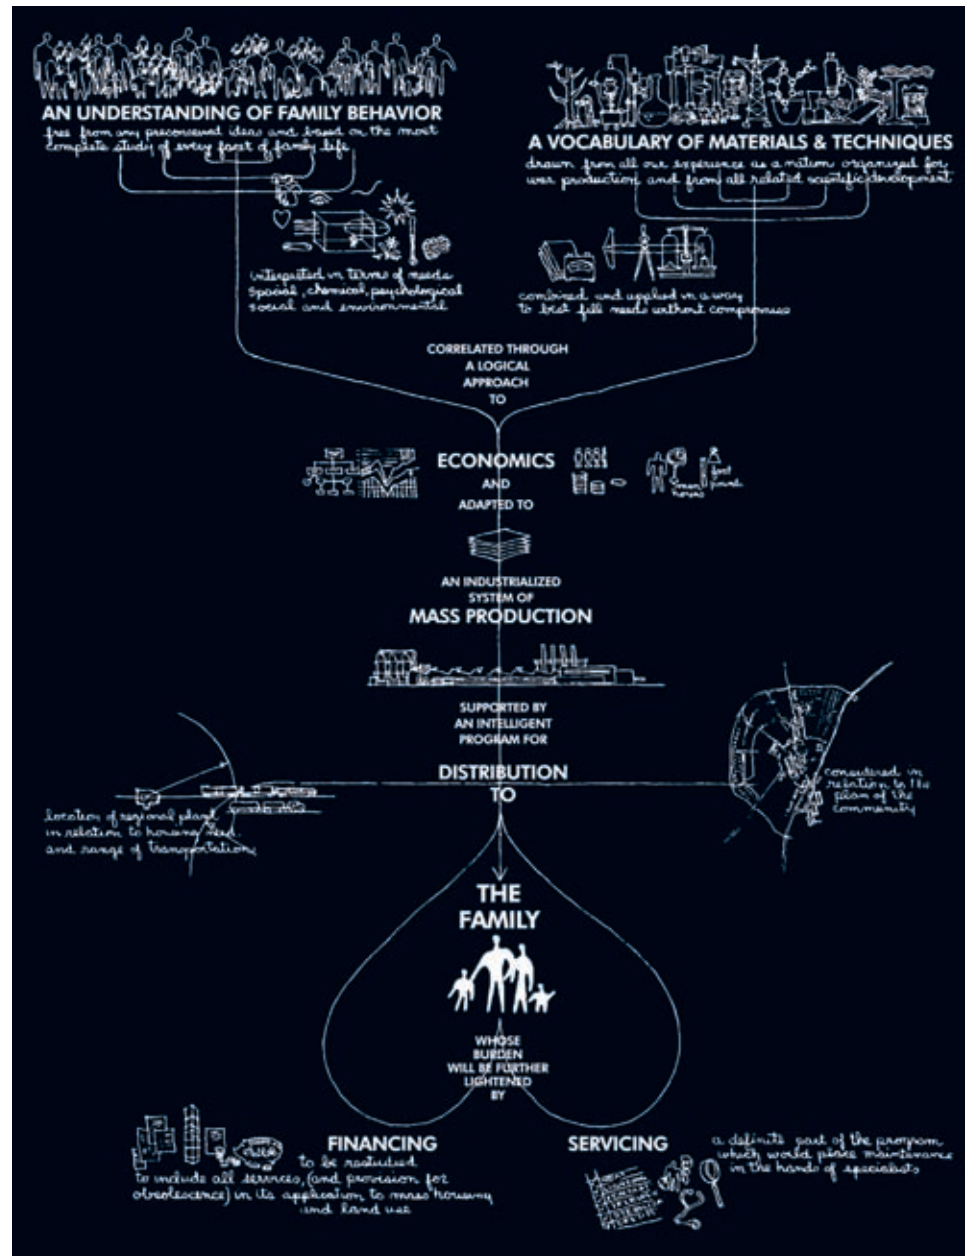 AN UNDERSTANDING OF FAMILY BEHAVIOR
free from any preconceived ideas and based on the most
complete study of every facet of family life
A VOCABULARY OF MATERIALS & TECHNIQUES
drawn from all our experience as a nation organized for
war production and from all related scientific development
interpreted in terms of needs
spacial, chemical, psychological
social and environmental
combined and applied in a way
to best fill needs without compromise
CORRELATED THROUGH
A LOGICAL
APPROACH
TO
ECONOMICS
AND
ADAPTED TO
man
hours
foot
pound
AN INDUSTRIALIZED
SYSTEM OF
MASS PRODUCTION
SUPPORTED BY
AN INTELLIGENT
PROGRAM FOR
DISTRIBUTION
TO
location of regional plant
in relation to housing need
and range of transportation
considered in
relation to the
plan of the
community
THE
FAMILY
WHOSE
BURDEN
WILL BE FURTHER
LIGHTENED
BY
FINANCING
to be restudied
to include all services, (and provision for
obsolescence) in its application to mass housing
and land use
SERVICING
a definite part of the program
which would place maintenance
in the hands of specialists